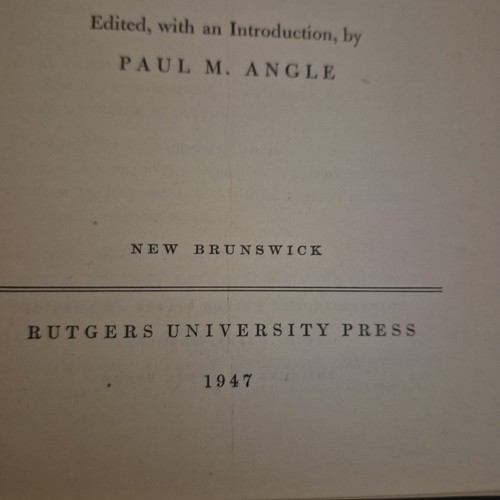 Edited, with an Introduction, by
PAUL M. ANGLE
NEW BRUNSWICK
RUTGERS UNIVERSITY PRESS
1947